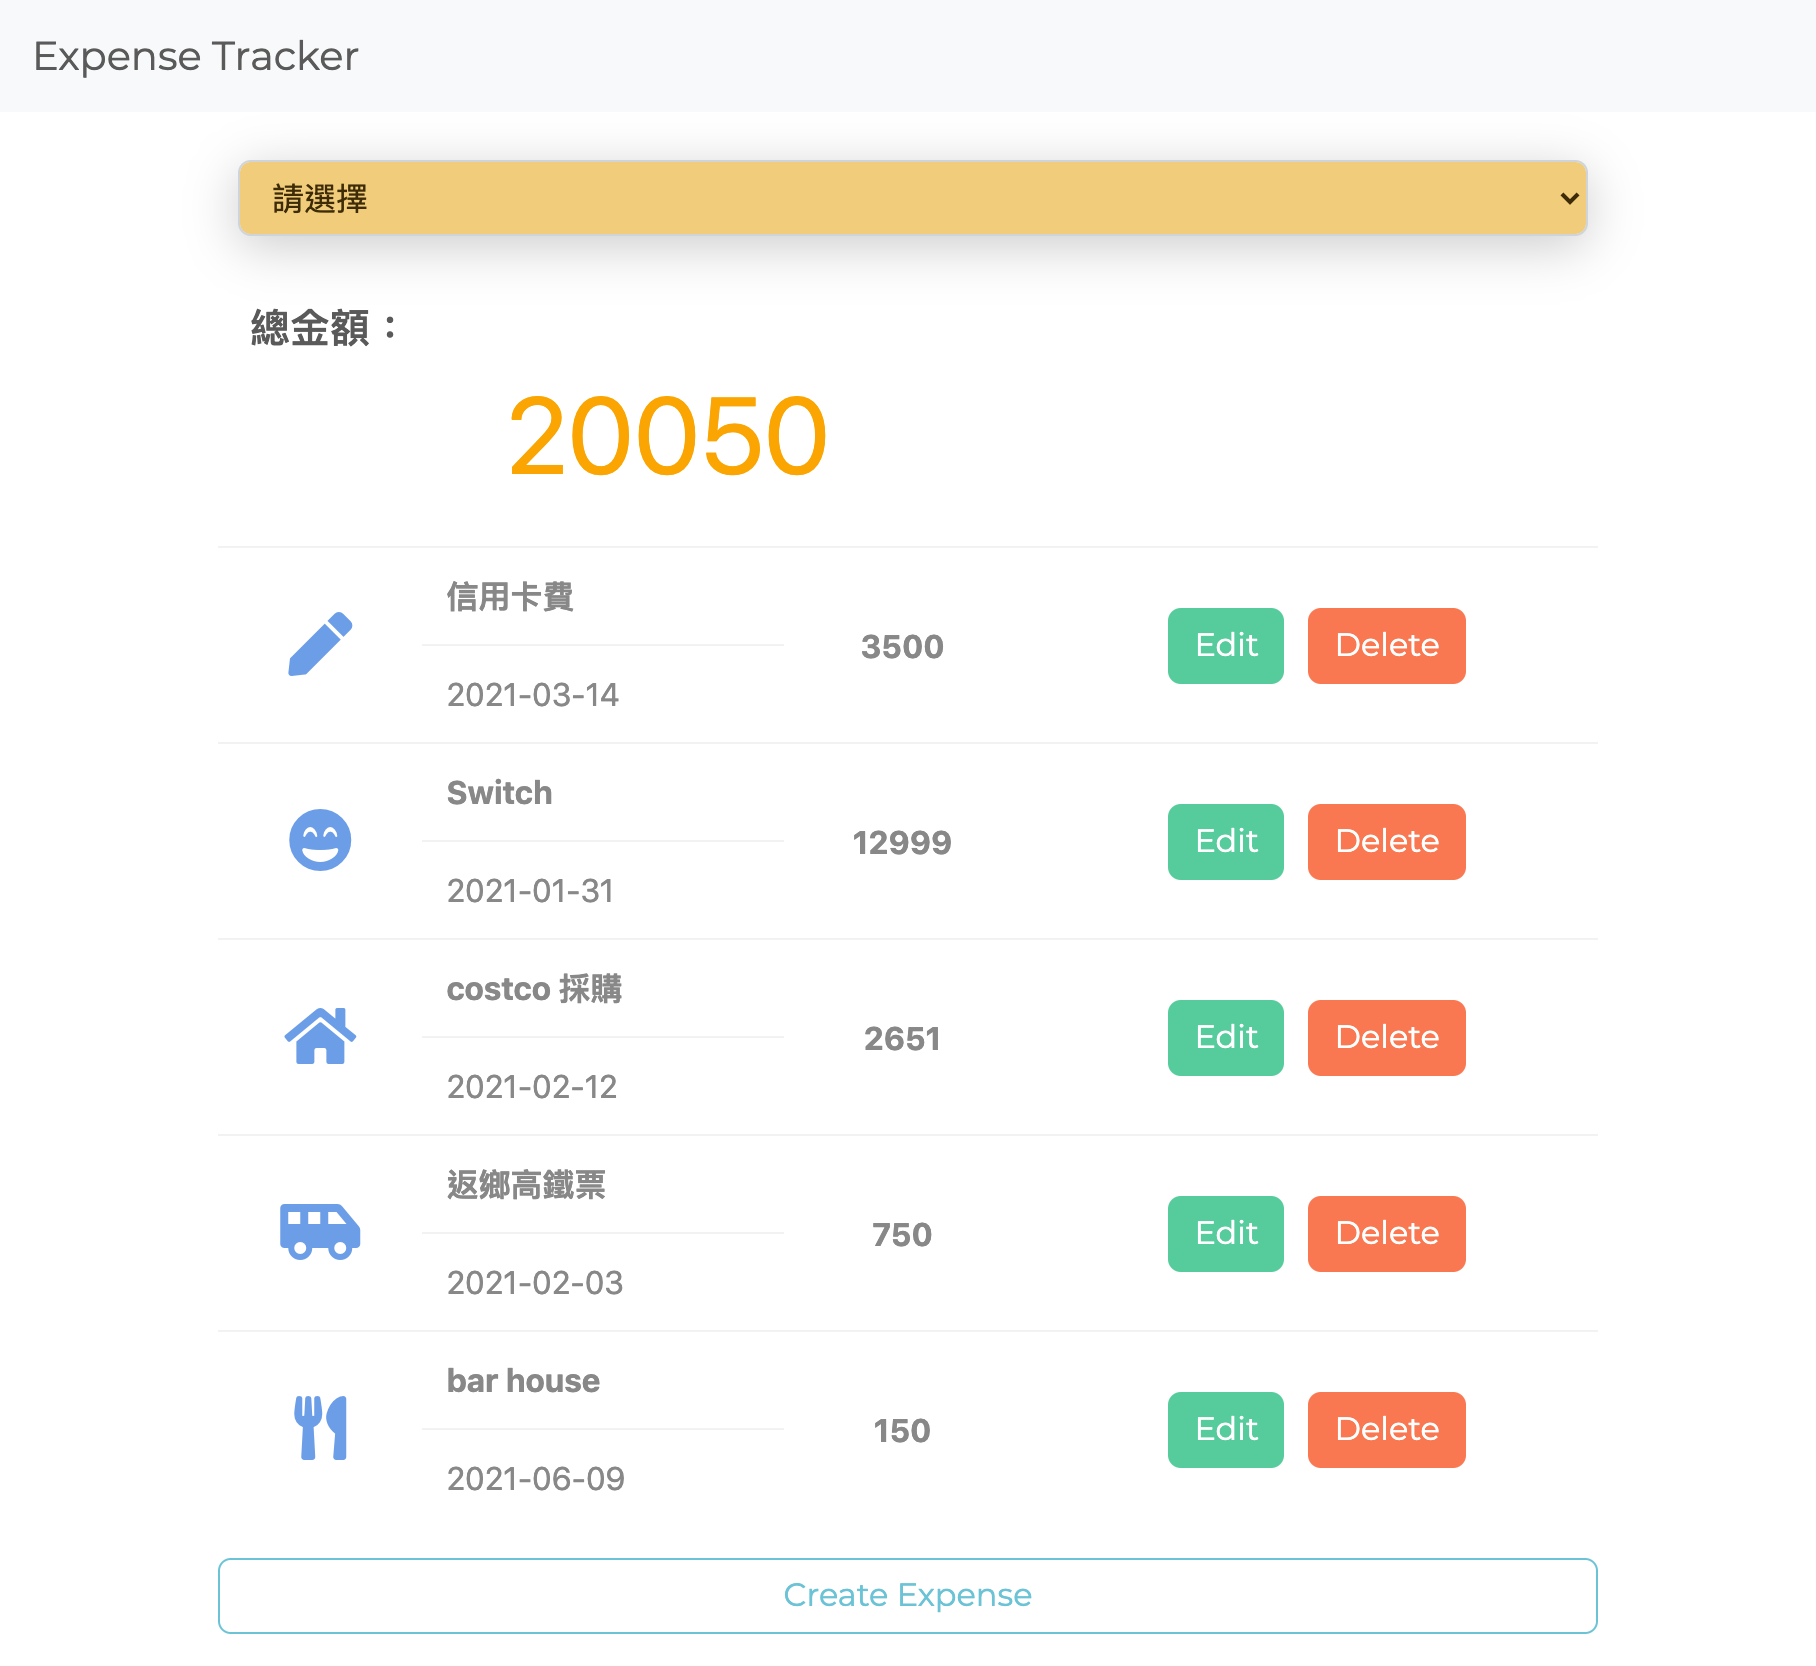 Expense Tracker
請選擇
總金額：
20050
信用卡費
3500
Edit
Delete
2021-03-14
Switch
12999
Edit
Delete
2021-01-31
costco 採購
2651
Edit
Delete
2021-02-12
返鄉高鐵票
750
Edit
Delete
2021-02-03
bar house
150
Edit
Delete
2021-06-09
Create Expense